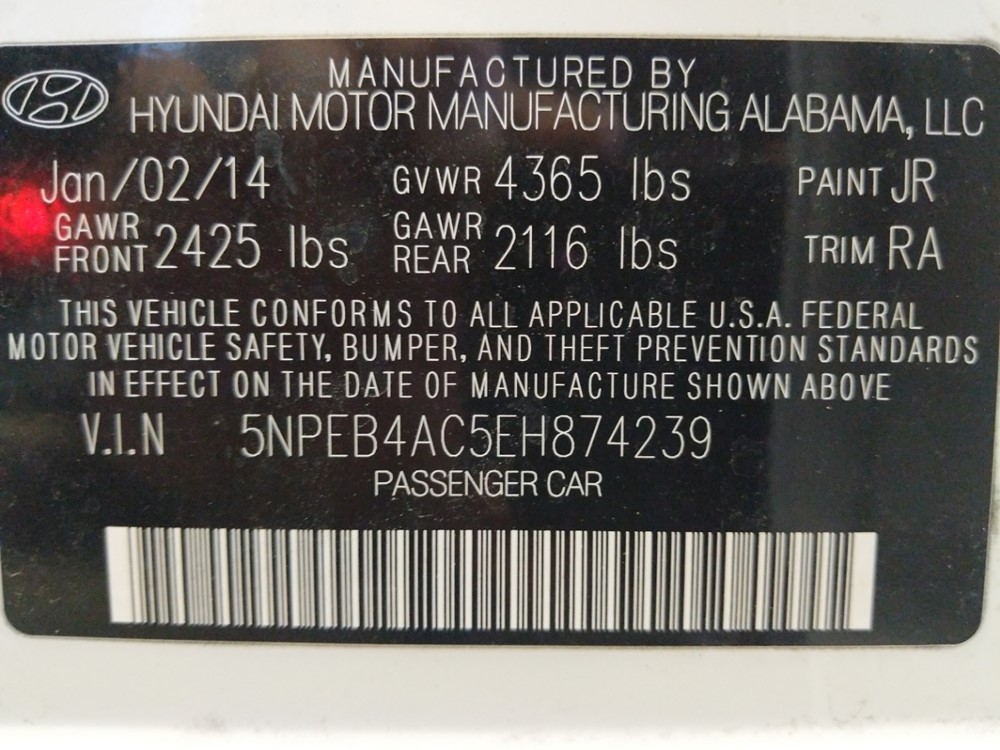 MANUFACTURED BY
HYUNDAI MOTOR MANUFACTURING ALABAMA, LLC
Jan/02/14 GVWR 4365 lbs PAINT JR
GAWR FRONT 2425 lbs GAWR REAR 2116 lbs TRIM RA
THIS VEHICLE CONFORMS TO ALL APPLICABLE U.S.A. FEDERAL
MOTOR VEHICLE SAFETY, BUMPER, AND THEFT PREVENTION STANDARDS
IN EFFECT ON THE DATE OF MANUFACTURE SHOWN ABOVE
V.I.N 5NPEB4AC5EH874239
PASSENGER CAR